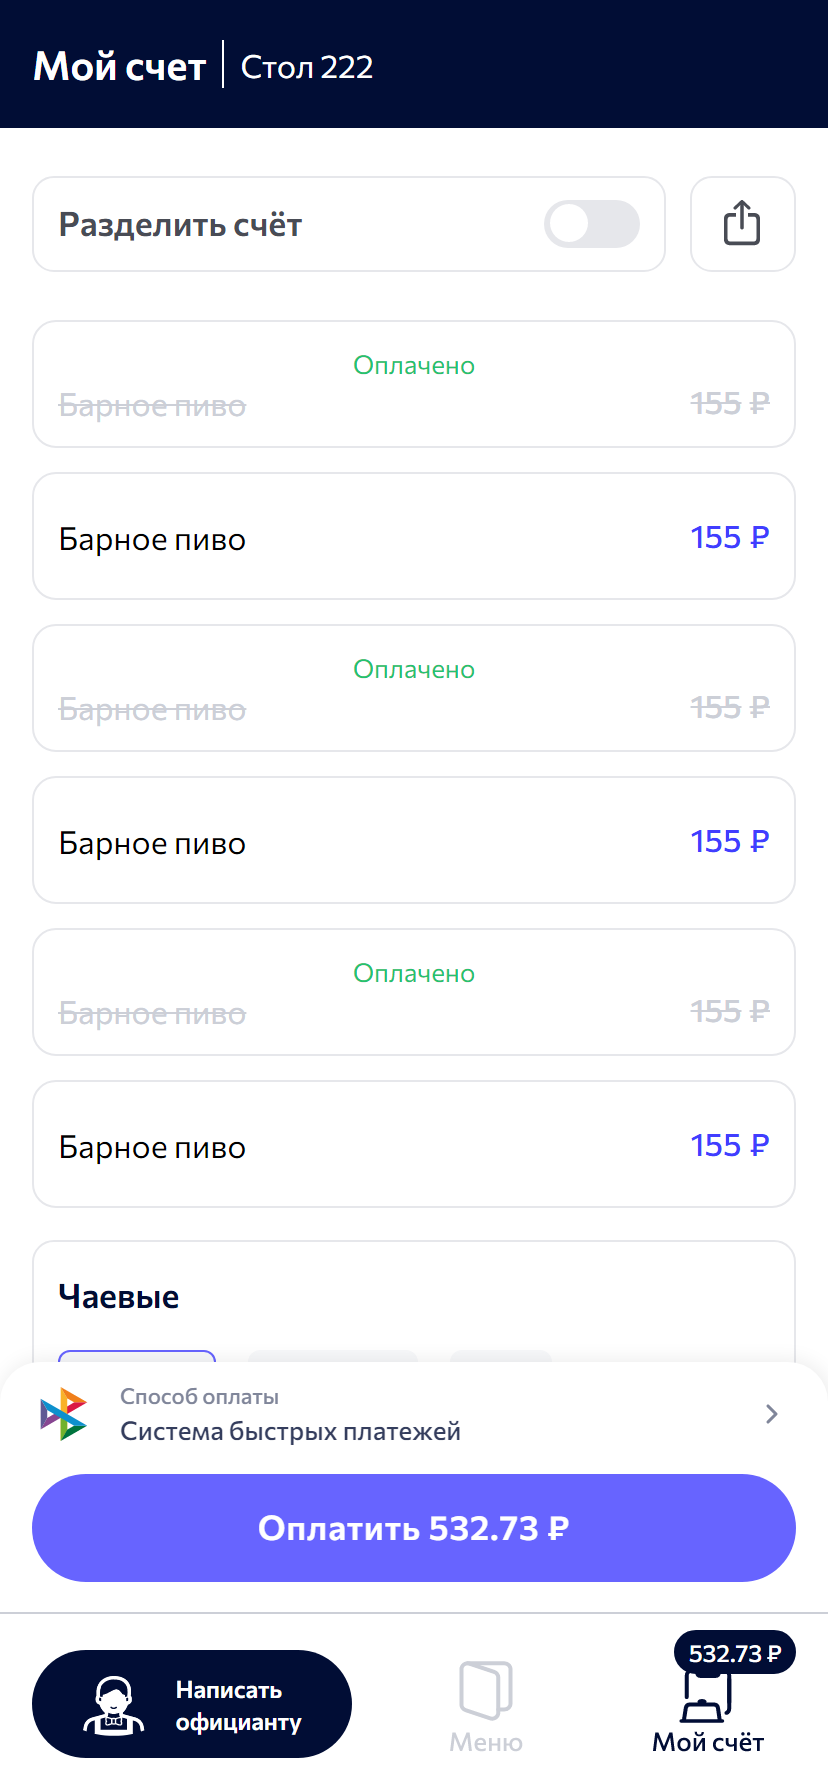 Мой счет | Стол 222
Разделить счёт
Оплачено
Барное пиво 155 ₽
Барное пиво 155 ₽
Оплачено
Барное пиво 155 ₽
Барное пиво 155 ₽
Оплачено
Барное пиво 155 ₽
Барное пиво 155 ₽
Чаевые
Способ оплаты
Система быстрых платежей
Оплатить 532.73 ₽
Написать
официанту
Меню
532.73 ₽
Мой счёт